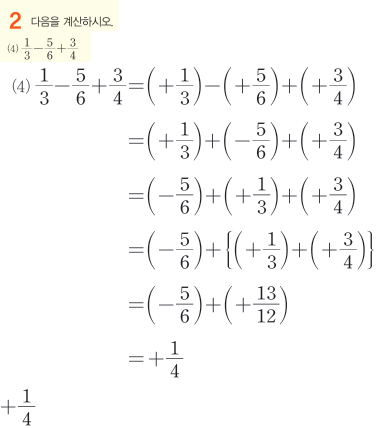 2 다음을 계산하시오.
(4) 1/3 − 5/6 + 3/4
(4) 1/3 − 5/6 + 3/4 = (+1/3) − (+5/6) + (+3/4)
= (+1/3) + (−5/6) + (+3/4)
= (−5/6) + (+1/3) + (+3/4)
= (−5/6) + {(+1/3) + (+3/4)}
= (−5/6) + (+13/12)
= +1/4
+1/4